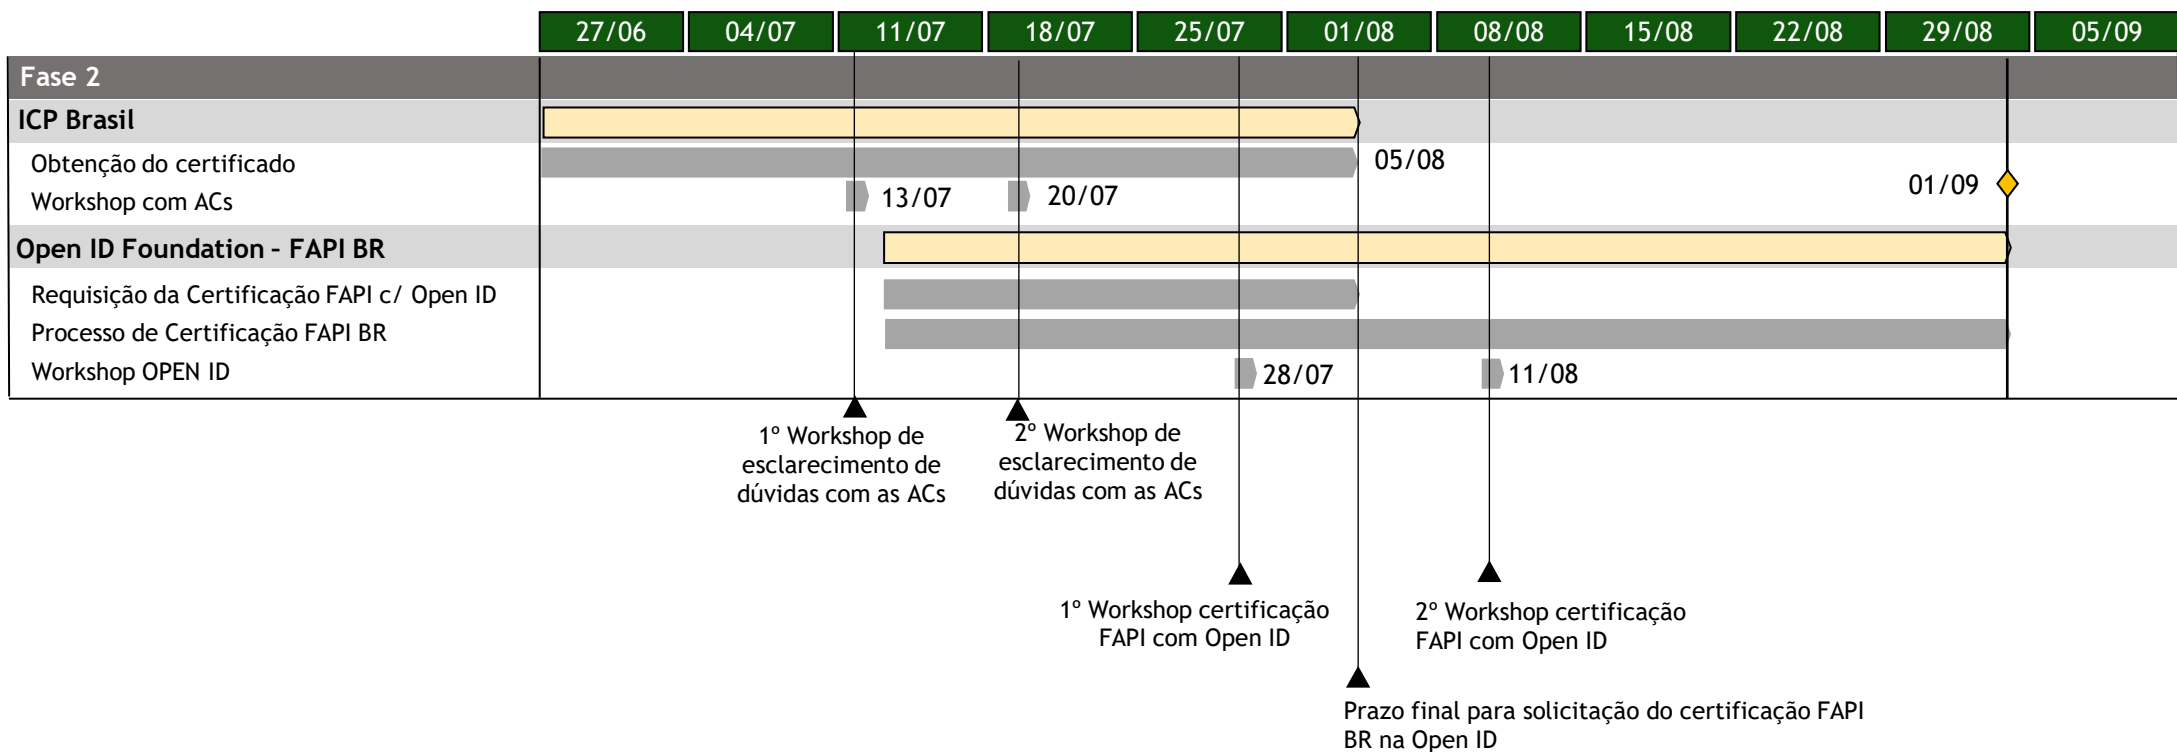 27/06 04/07 11/07 18/07 25/07 01/08 08/08 15/08 22/08 29/08 05/09
Fase 2
ICP Brasil
Obtenção do certificado 05/08
Workshop com ACs 13/07 20/07 01/09
Open ID Foundation – FAPI BR
Requisição da Certificação FAPI c/ Open ID
Processo de Certificação FAPI BR
Workshop OPEN ID 28/07 11/08
1º Workshop de
esclarecimento de
dúvidas com as ACs
2º Workshop de
esclarecimento de
dúvidas com as ACs
1º Workshop certificação
FAPI com Open ID
2º Workshop certificação
FAPI com Open ID
Prazo final para solicitação do certificação FAPI
BR na Open ID